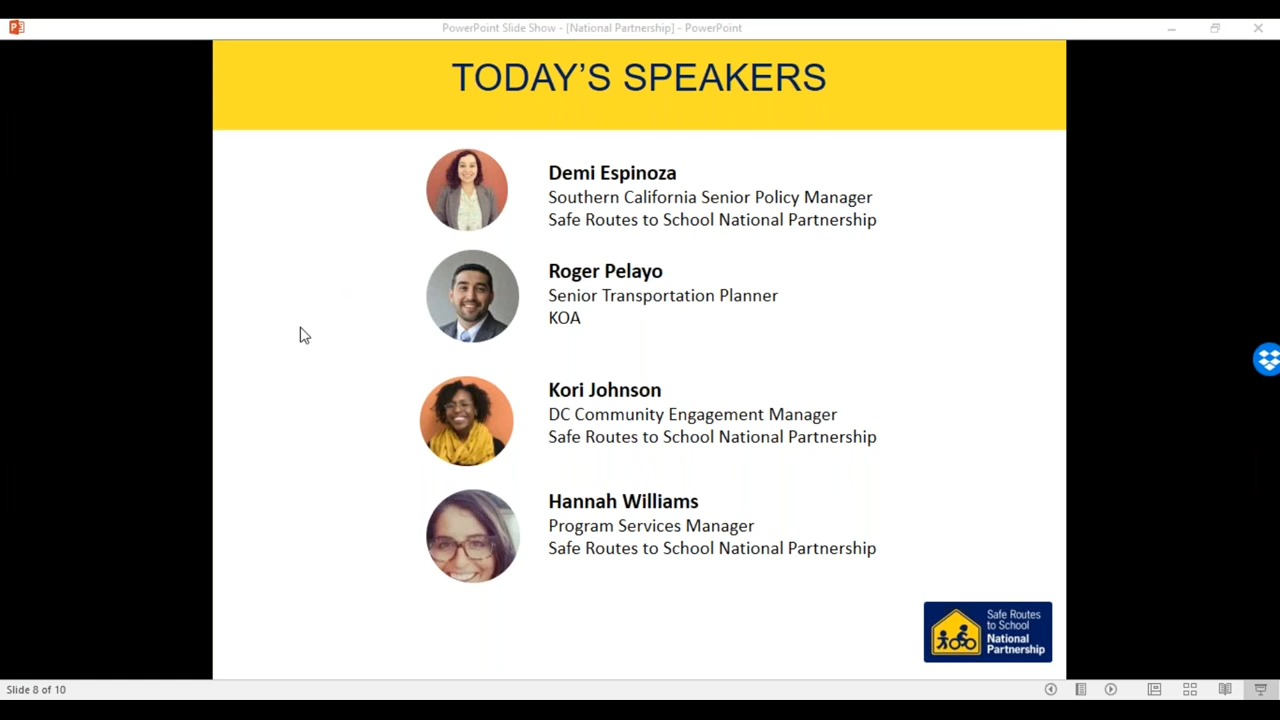 PowerPoint Slide Show - [National Partnership] - PowerPoint
TODAY’S SPEAKERS
Demi Espinoza
Southern California Senior Policy Manager
Safe Routes to School National Partnership
Roger Pelayo
Senior Transportation Planner
KOA
Kori Johnson
DC Community Engagement Manager
Safe Routes to School National Partnership
Hannah Williams
Program Services Manager
Safe Routes to School National Partnership
Safe Routes
to School
National
Partnership
Slide 8 of 10